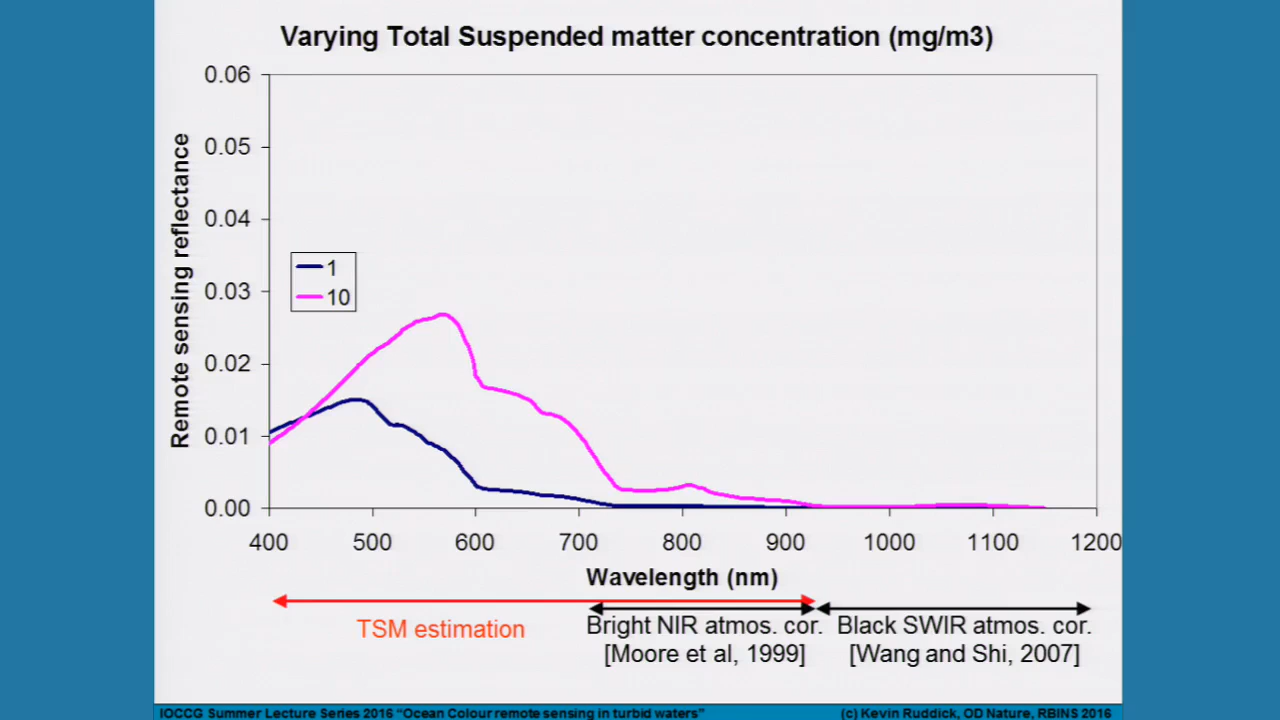 Varying Total Suspended matter concentration (mg/m3)
0.06
0.05
0.04
0.03
0.02
0.01
0.00
Remote sensing reflectance
1
10
400 500 600 700 800 900 1000 1100 1200
Wavelength (nm)
TSM estimation
Bright NIR atmos. cor.
[Moore et al, 1999]
Black SWIR atmos. cor.
[Wang and Shi, 2007]
IOCCG Summer Lecture Series 2016 “Ocean Colour remote sensing in turbid waters”
(c) Kevin Ruddick, OD Nature, RBINS 2016